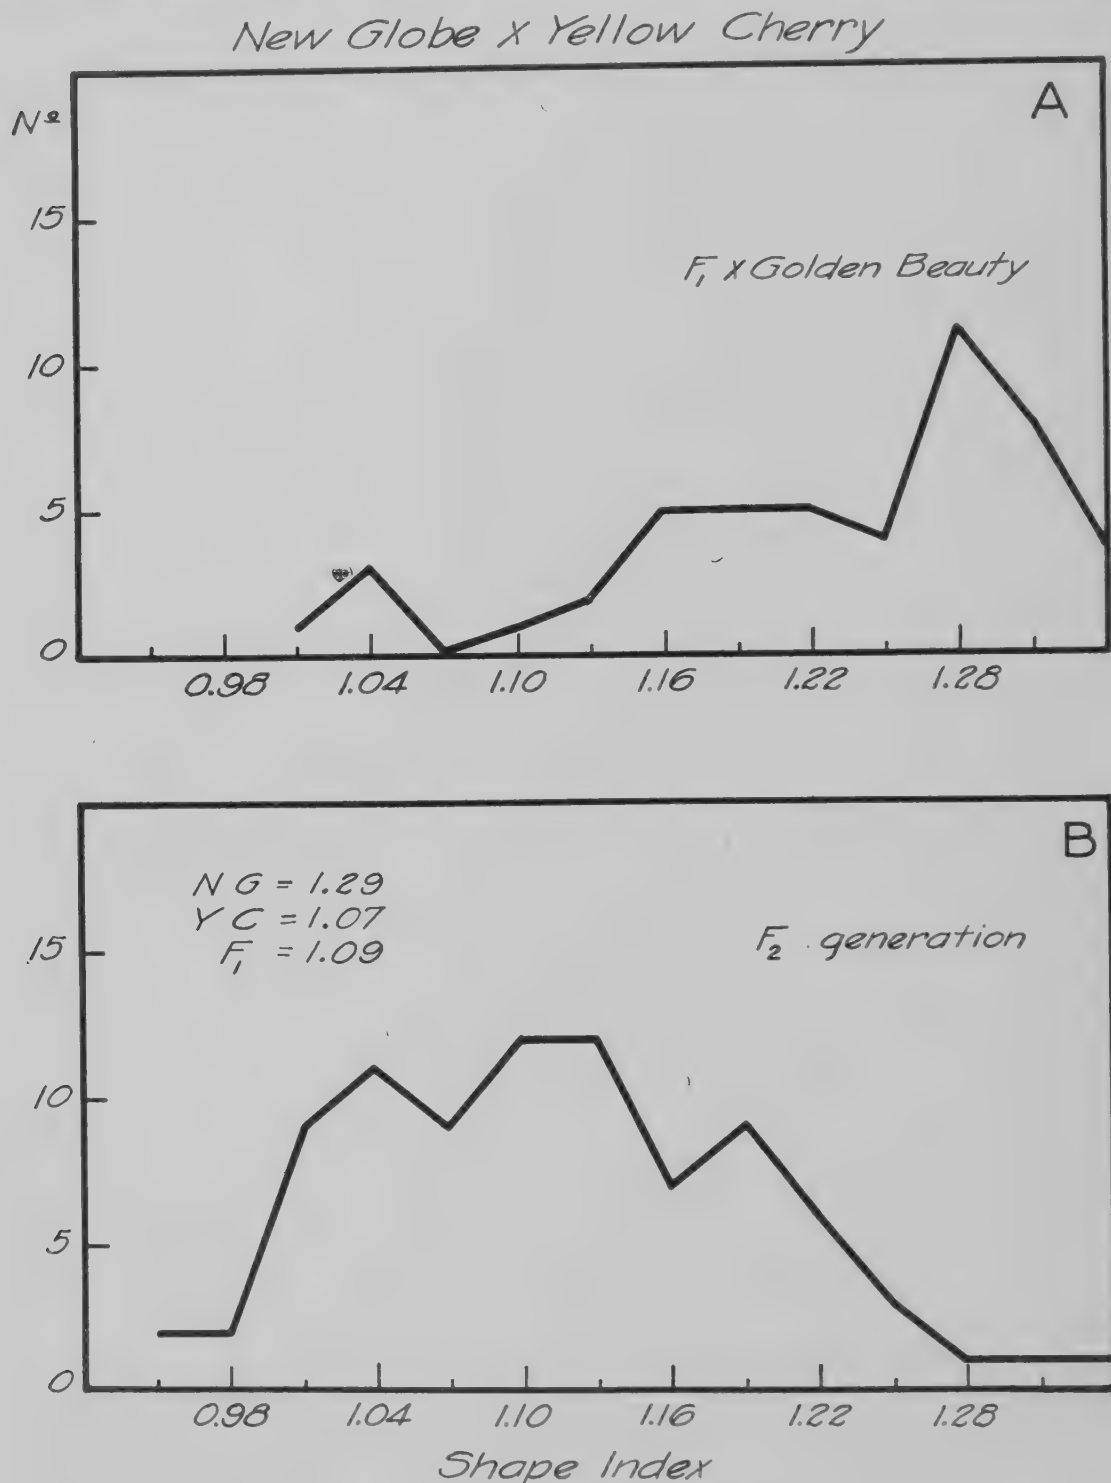 New Globe x Yellow Cherry
A
Nº
15
F₁ x Golden Beauty
10
5
0
0.98 1.04 1.10 1.16 1.22 1.28
B
N G = 1.29
Y C = 1.07
F₁ = 1.09
15
F₂ generation
10
5
0
0.98 1.04 1.10 1.16 1.22 1.28
Shape Index